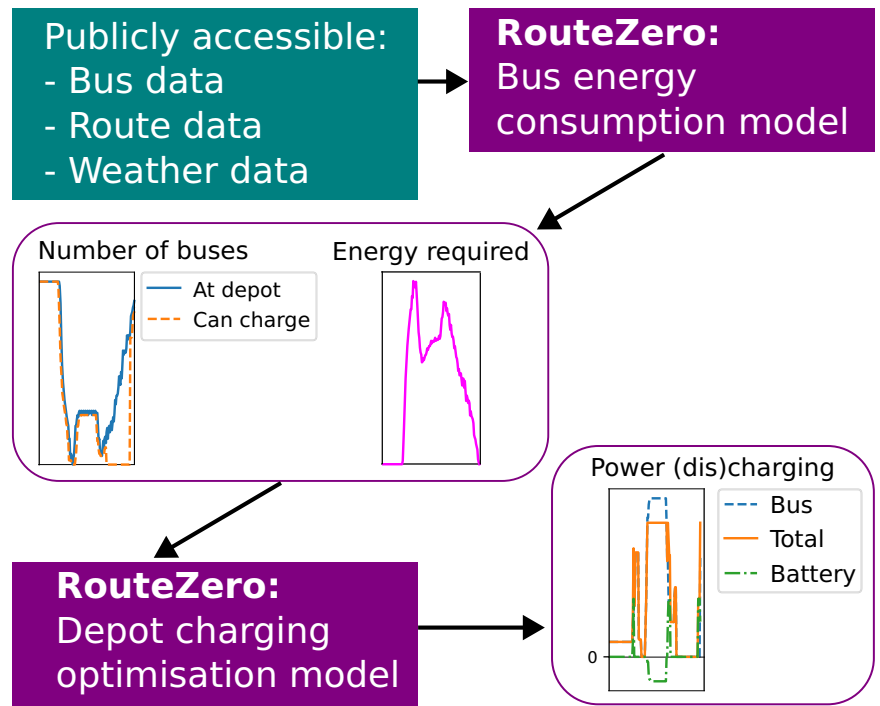 Publicly accessible:
- Bus data
- Route data
- Weather data
RouteZero:
Bus energy
consumption model
Number of buses
At depot
Can charge
Energy required
Power (dis)charging
Bus
Total
Battery
0
RouteZero:
Depot charging
optimisation model